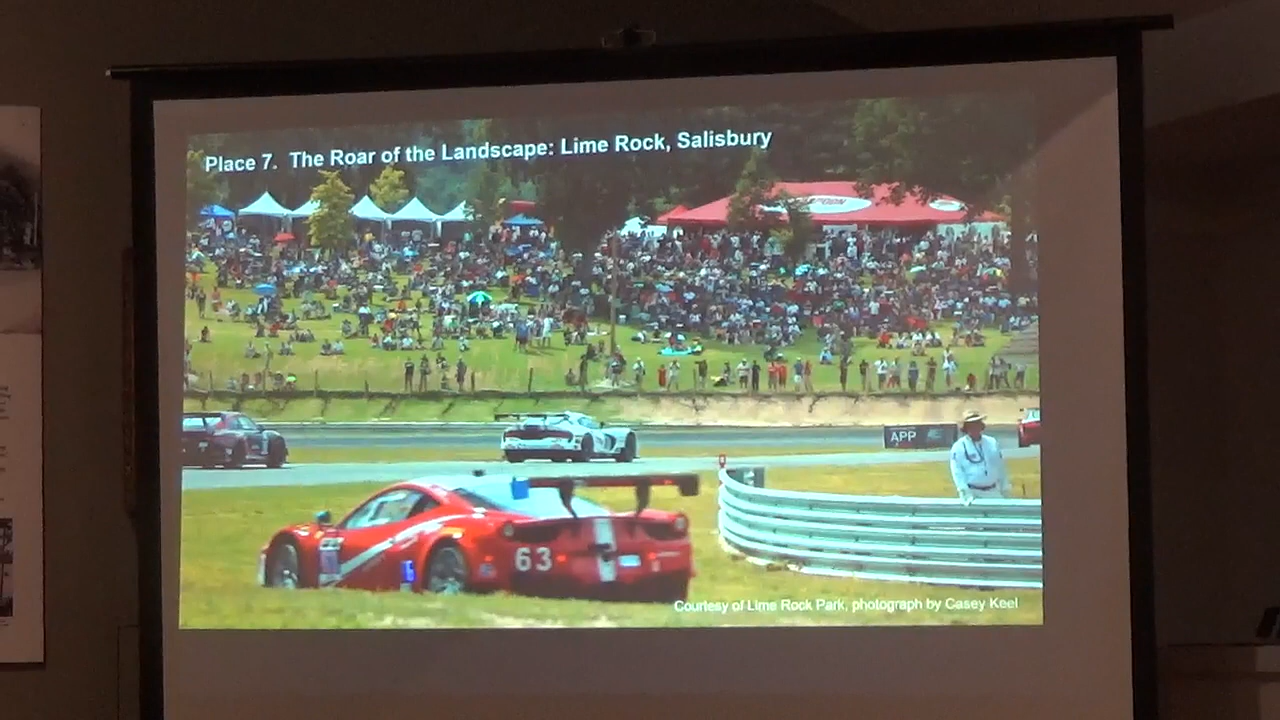 Place 7. The Roar of the Landscape: Lime Rock, Salisbury
APP
63
Courtesy of Lime Rock Park, photograph by Casey Keel